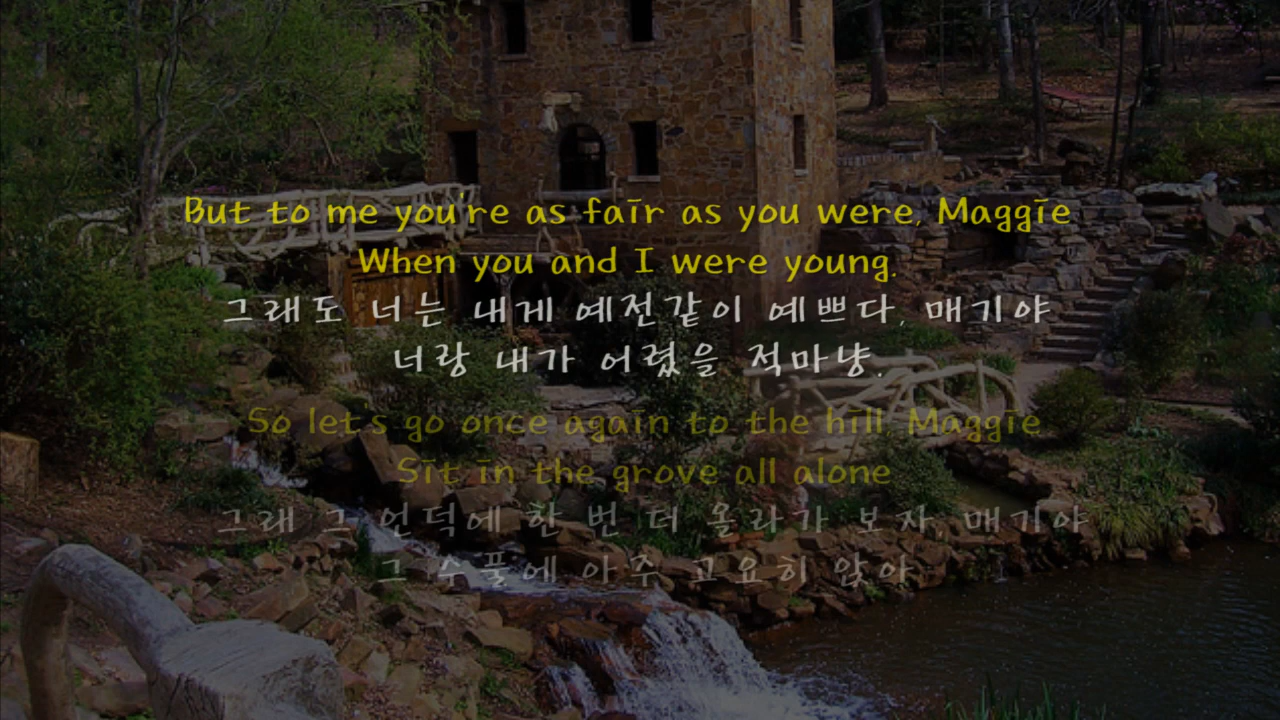 But to me you're as fair as you were, Maggie
When you and I were young.
그래도 너는 내게 예전같이 예쁘다, 매기야
너랑 내가 어렸을 적마냥.
So let's go once again to the hill, Maggie
Sit in the grove all alone
그래 그 언덕에 한 번 더 올라가 보자, 매기야
그 수풀에 아주 고요히 앉아